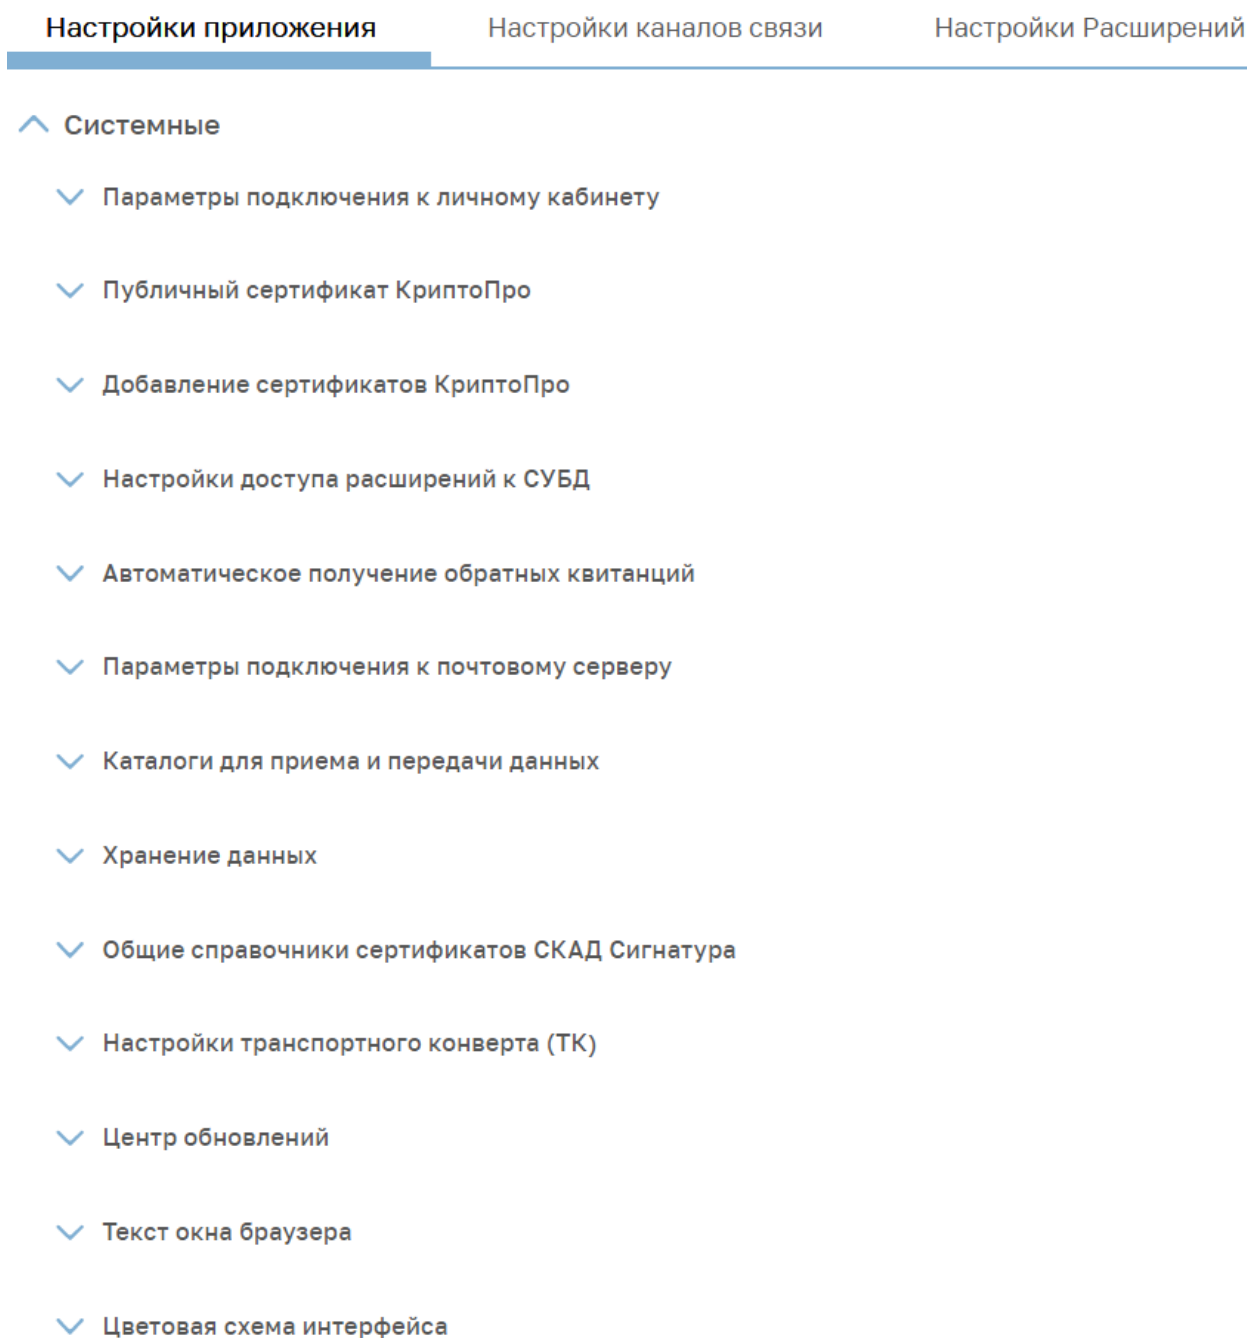 Настройки приложения Настройки каналов связи Настройки Расширений
Системные
Параметры подключения к личному кабинету
Публичный сертификат КриптоПро
Добавление сертификатов КриптоПро
Настройки доступа расширений к СУБД
Автоматическое получение обратных квитанций
Параметры подключения к почтовому серверу
Каталоги для приема и передачи данных
Хранение данных
Общие справочники сертификатов СКАД Сигнатура
Настройки транспортного конверта (ТК)
Центр обновлений
Текст окна браузера
Цветовая схема интерфейса